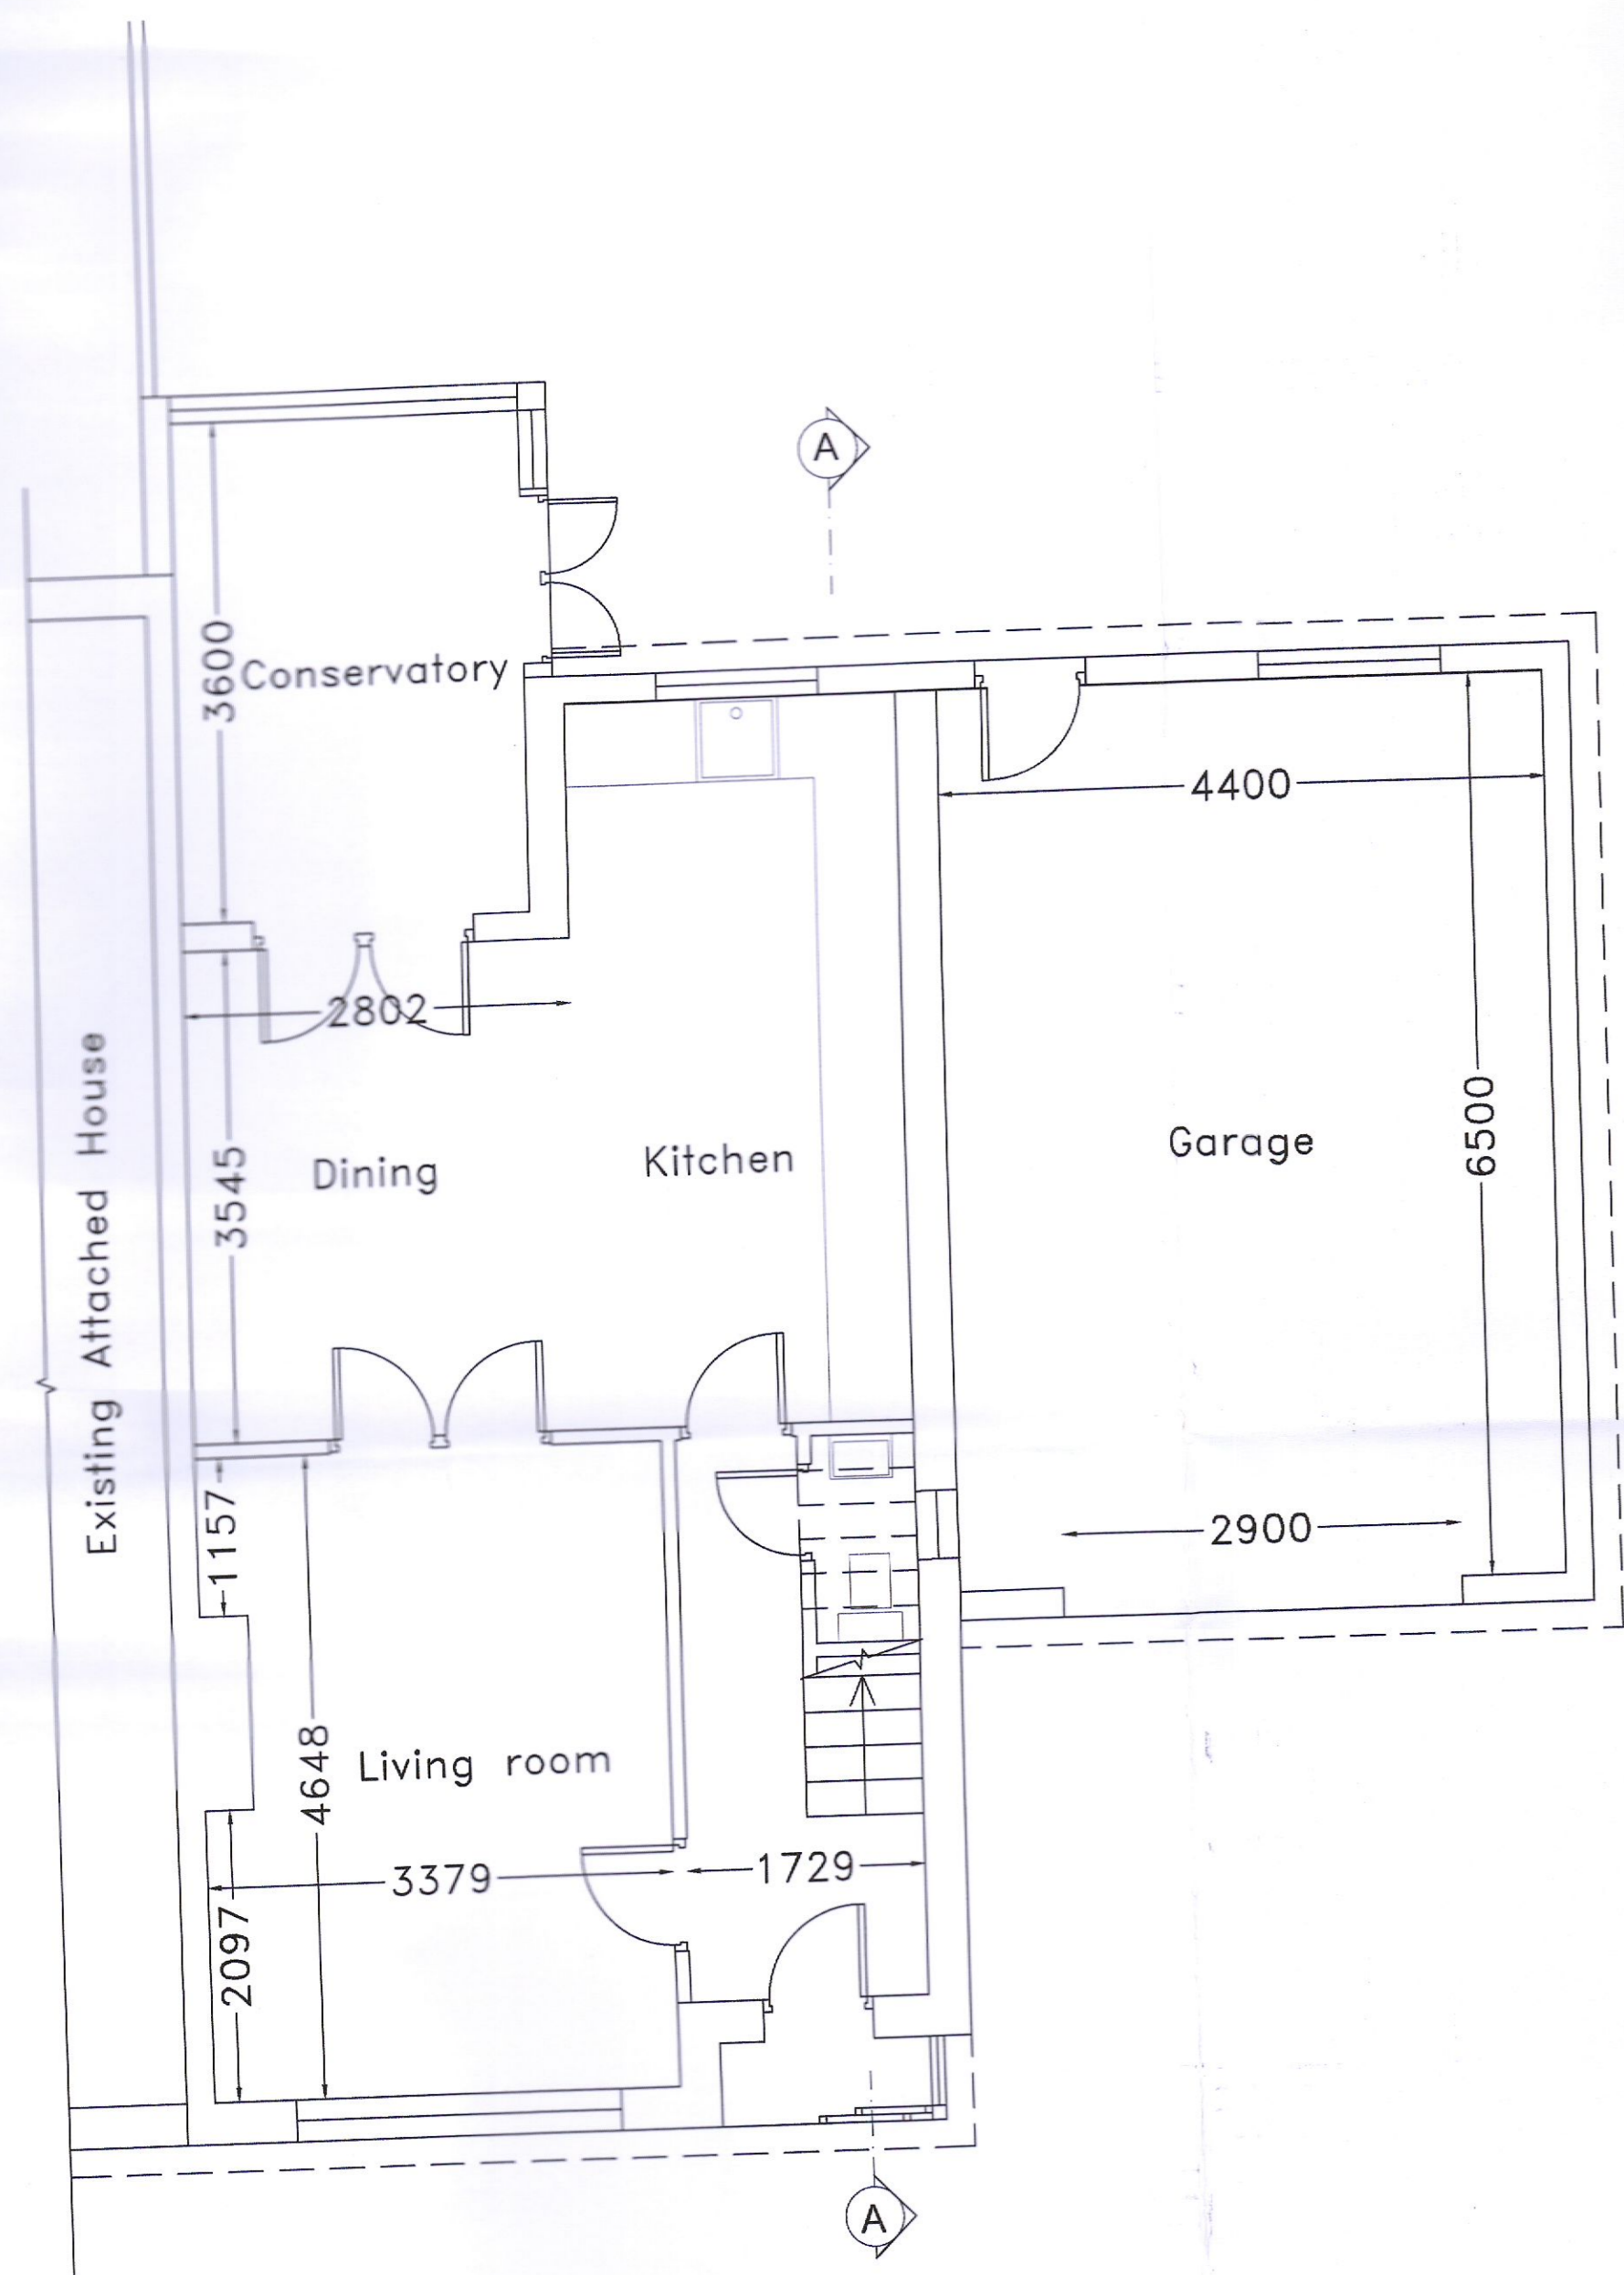 A
3600
Conservatory
4400
2802
Existing Attached House
3545
Dining
Kitchen
Garage
6500
1157
2900
4648
Living room
3379
1729
2097
A